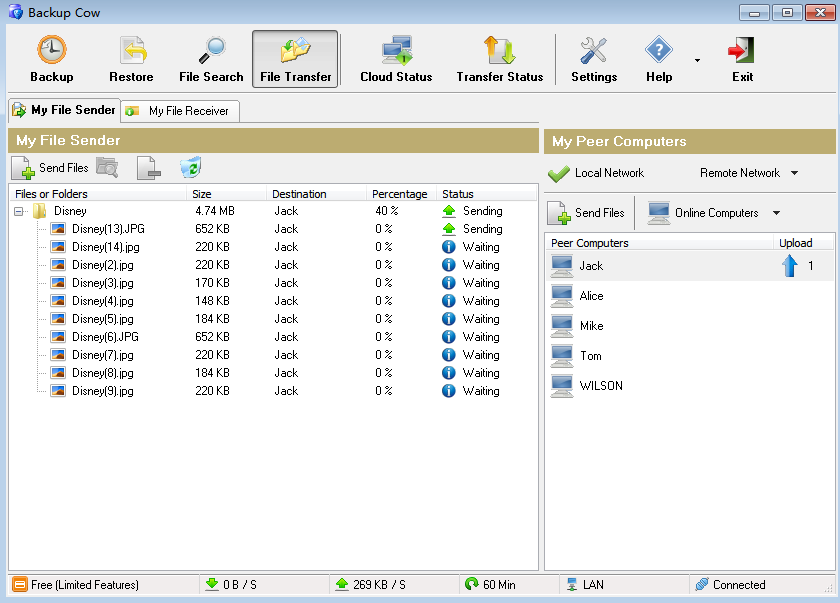 Backup Cow
Backup Restore File Search File Transfer Cloud Status Transfer Status Settings Help Exit
My File Sender My File Receiver
My File Sender
Send Files
Files or Folders Size Destination Percentage Status
Disney 4.74 MB Jack 40 % Sending
Disney(13).JPG 652 KB Jack 0 % Sending
Disney(14).jpg 220 KB Jack 0 % Waiting
Disney(2).jpg 220 KB Jack 0 % Waiting
Disney(3).jpg 170 KB Jack 0 % Waiting
Disney(4).jpg 148 KB Jack 0 % Waiting
Disney(5).jpg 184 KB Jack 0 % Waiting
Disney(6).JPG 652 KB Jack 0 % Waiting
Disney(7).jpg 220 KB Jack 0 % Waiting
Disney(8).jpg 184 KB Jack 0 % Waiting
Disney(9).jpg 220 KB Jack 0 % Waiting
My Peer Computers
Local Network Remote Network
Send Files Online Computers
Peer Computers Upload
Jack 1
Alice
Mike
Tom
WILSON
Free (Limited Features) 0 B / S 269 KB / S 60 Min LAN Connected